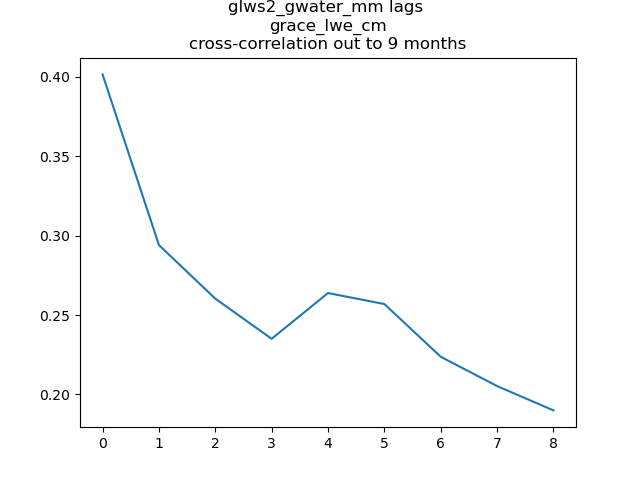 glws2_gwater_mm lags
grace_lwe_cm
cross-correlation out to 9 months
0.40
0.35
0.30
0.25
0.20
0 1 2 3 4 5 6 7 8